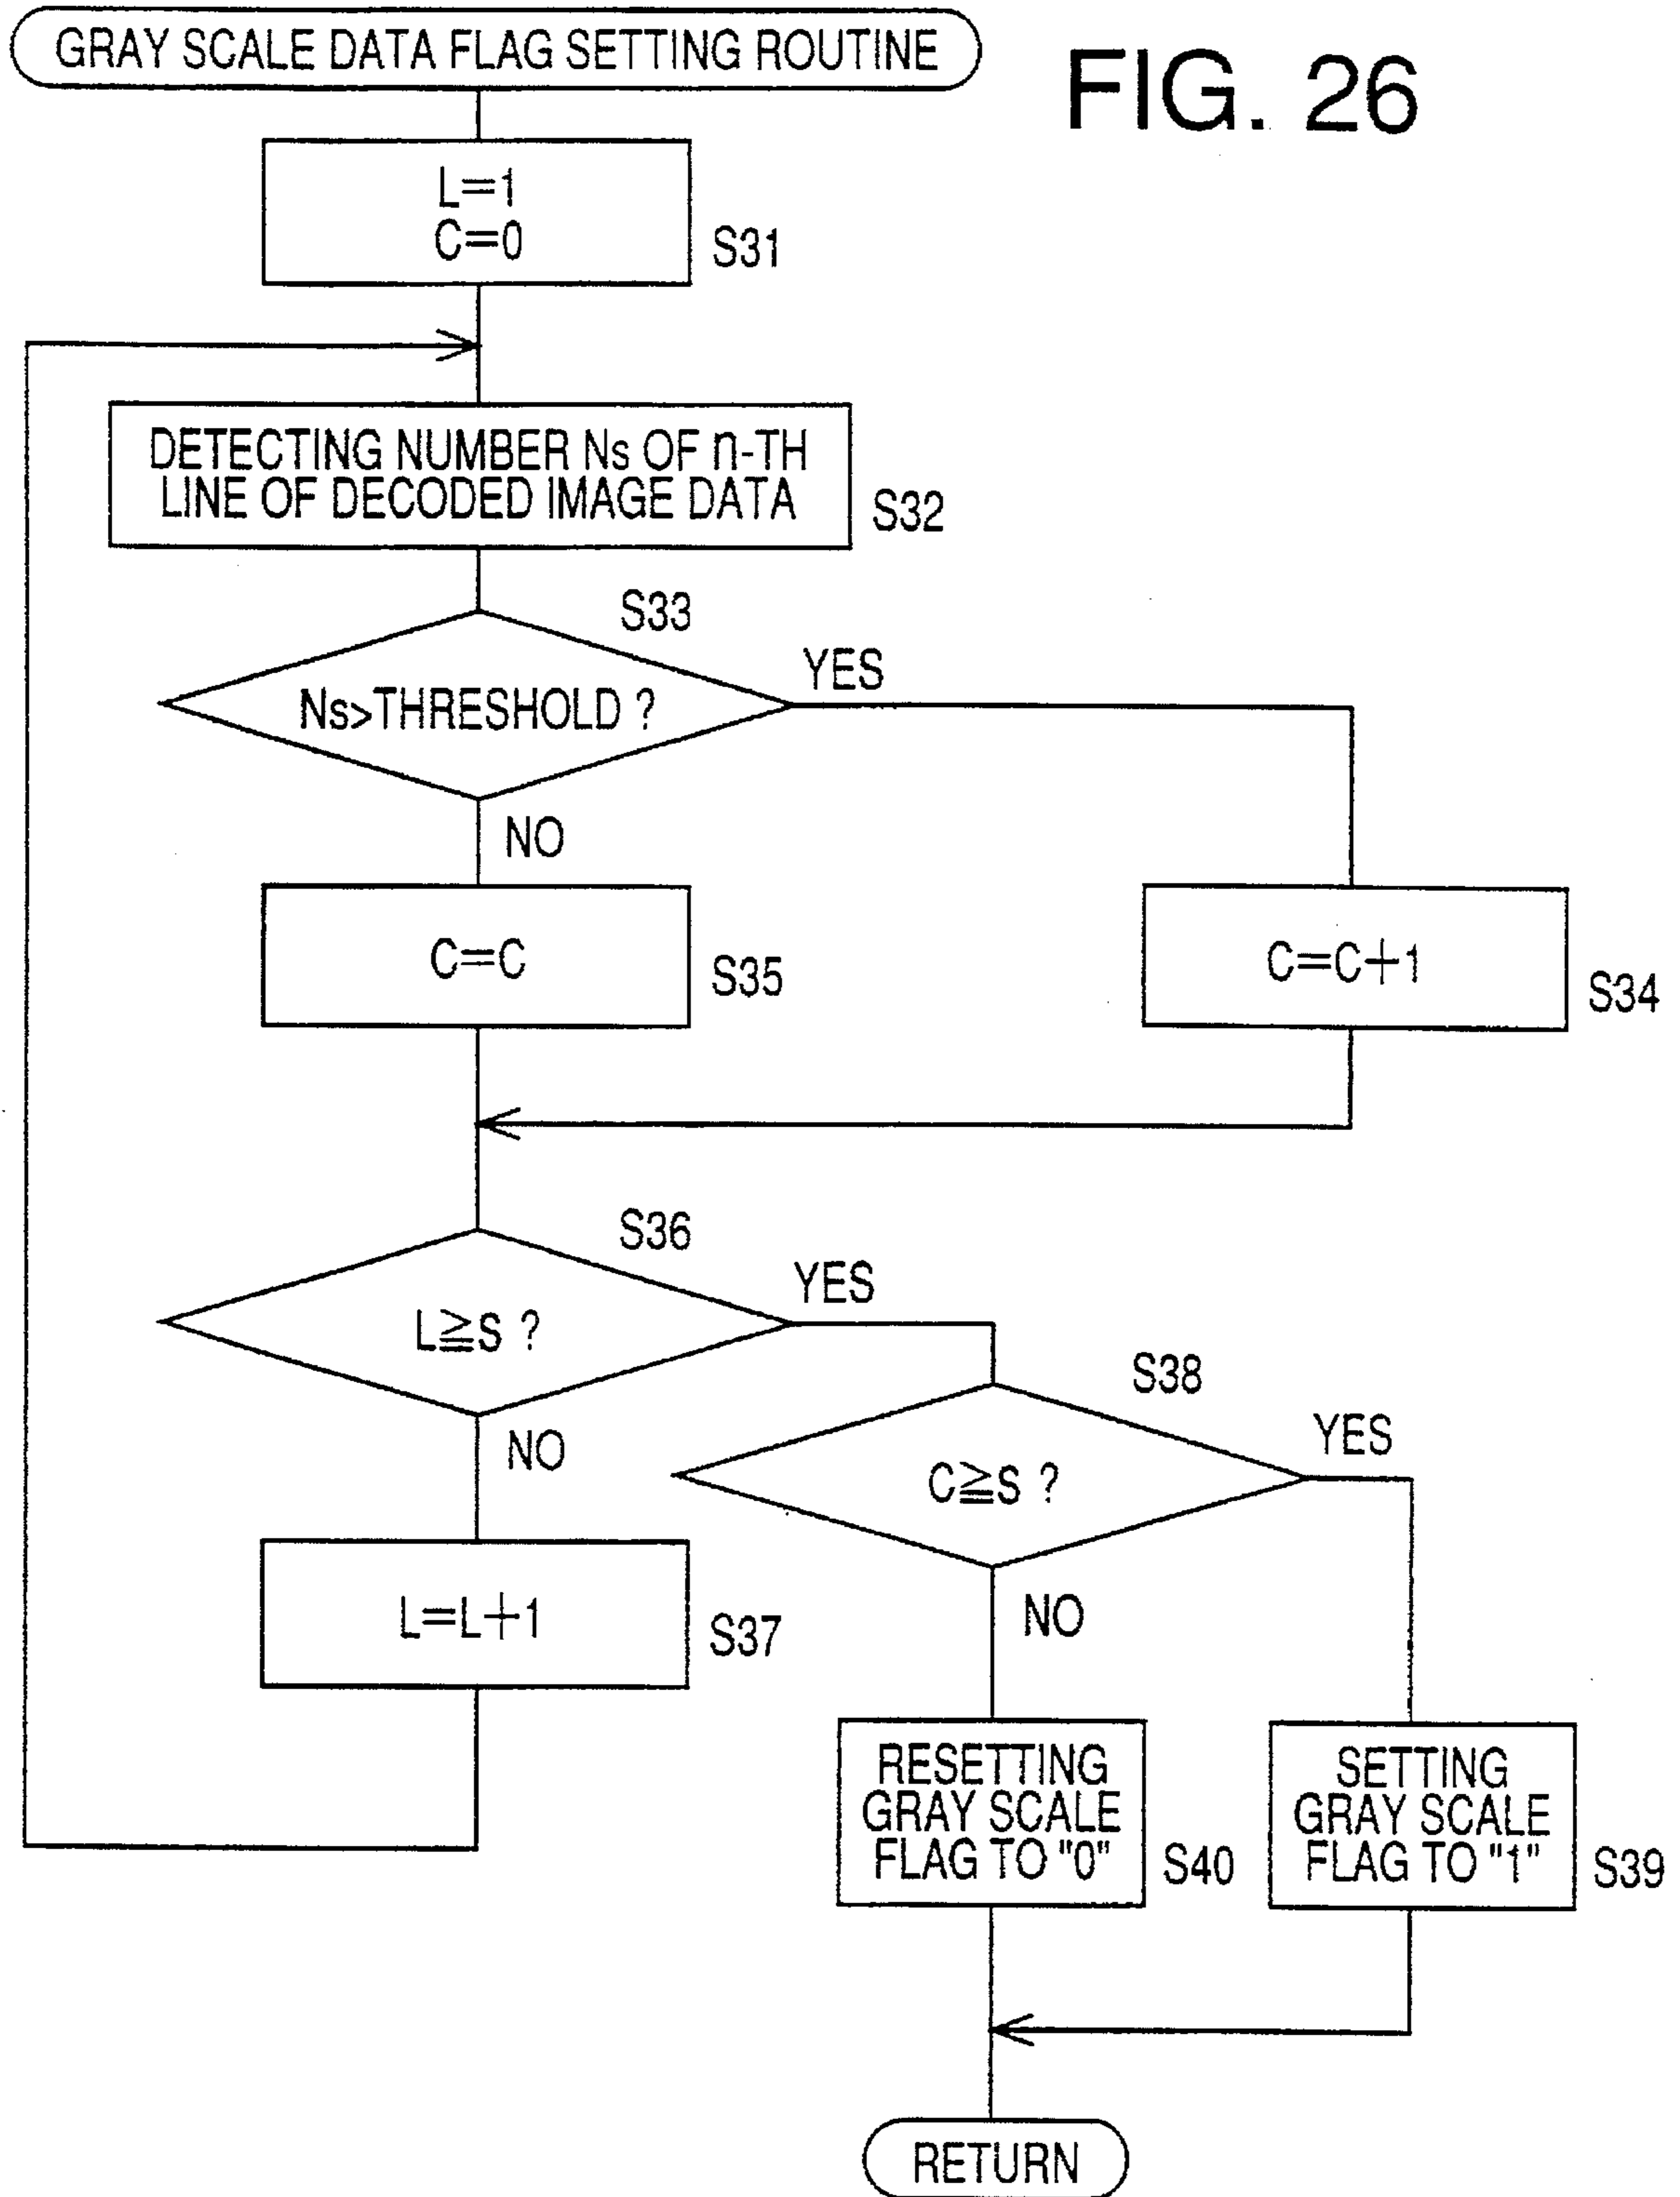 GRAY SCALE DATA FLAG SETTING ROUTINE
FIG. 26
L=1
C=0
S31
DETECTING NUMBER Ns OF n-TH
LINE OF DECODED IMAGE DATA
S32
S33
Ns>THRESHOLD ?
YES
NO
C=C
S35
C=C+1
S34
S36
L≧S ?
YES
NO
S38
C≧S ?
YES
NO
L=L+1
S37
RESETTING
GRAY SCALE
FLAG TO "0"
S40
SETTING
GRAY SCALE
FLAG TO "1"
S39
RETURN